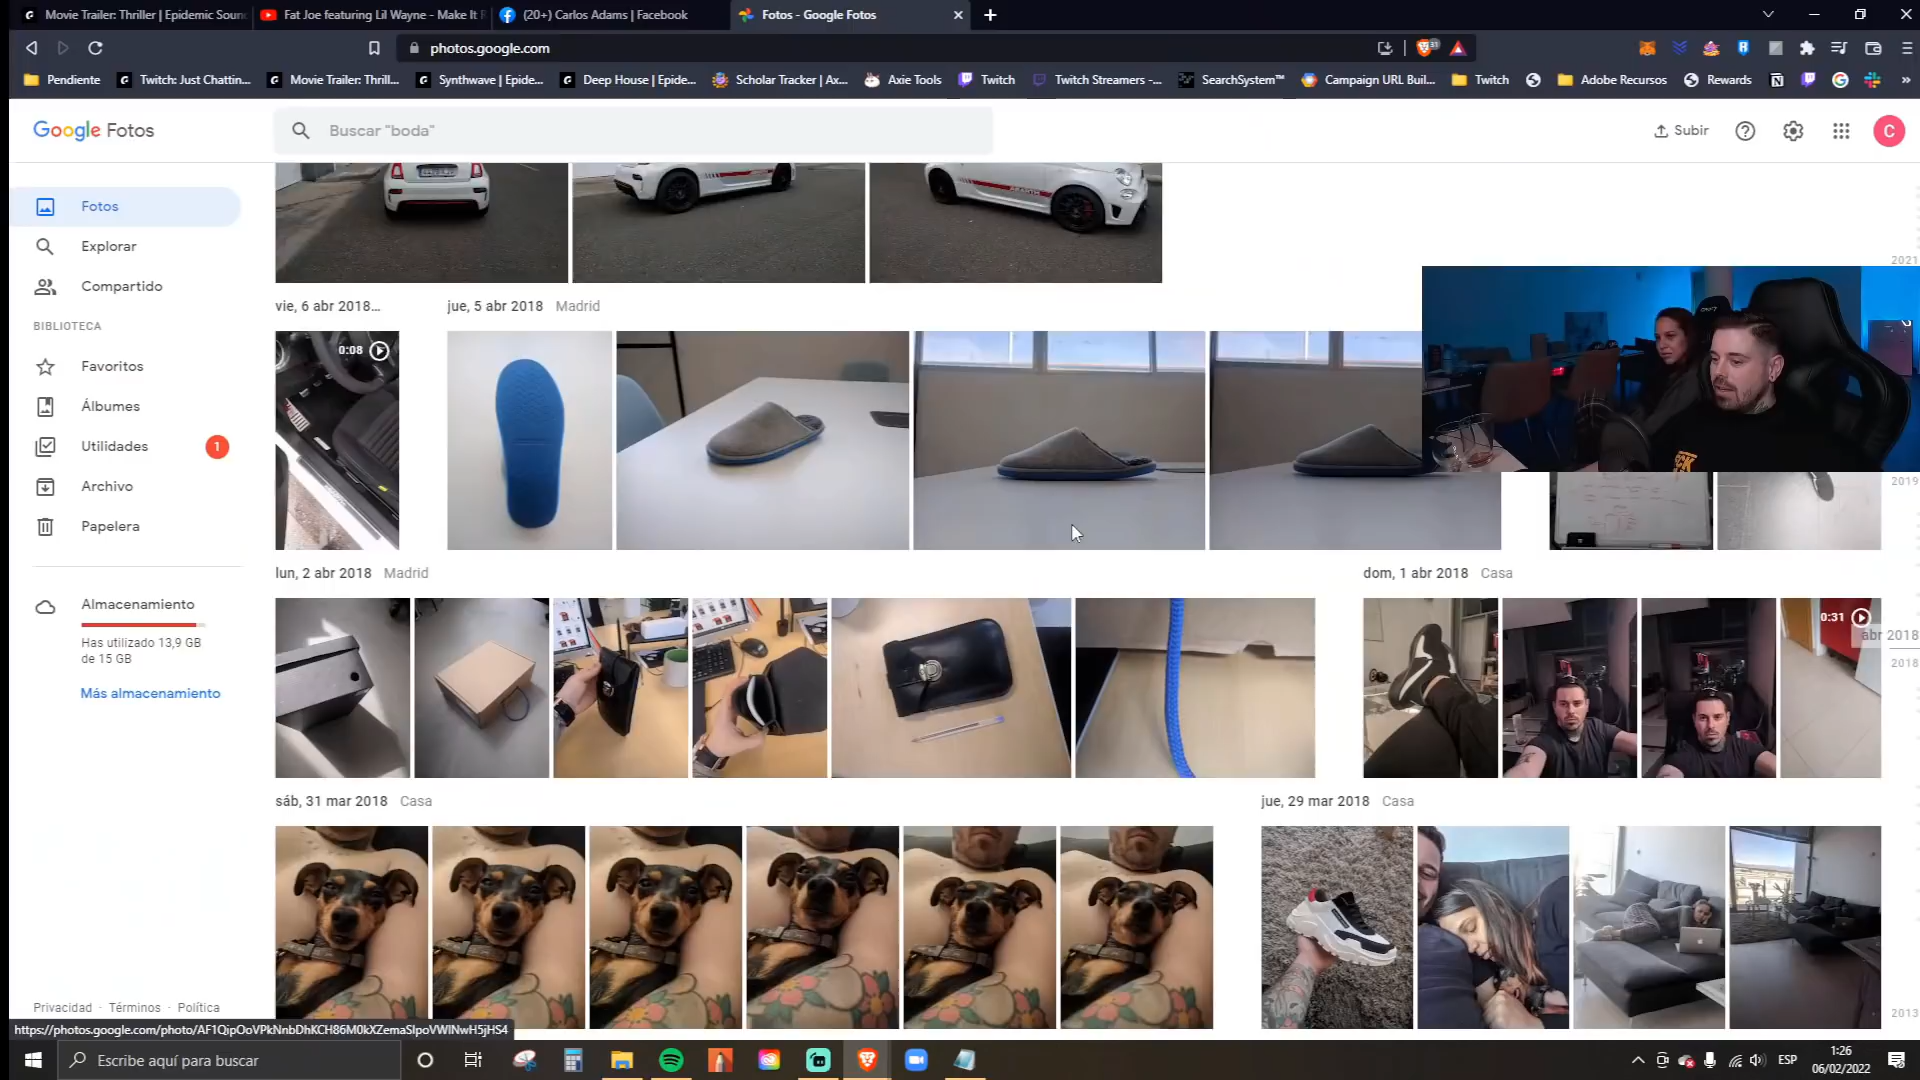 Movie Trailer: Thriller | Epidemic Soun
Fat Joe featuring Lil Wayne - Make It R
(20+) Carlos Adams | Facebook
Fotos - Google Fotos
photos.google.com
31
Pendiente
Twitch: Just Chattin...
Movie Trailer: Thrill...
Synthwave | Epide...
Deep House | Epide...
Scholar Tracker | Ax...
Axie Tools
Twitch
Twitch Streamers -...
SearchSystem™
Campaign URL Buil...
Twitch
Adobe Recursos
Rewards
Google Fotos
Buscar "boda"
Subir
C
Fotos
Explorar
Compartido
BIBLIOTECA
Favoritos
Álbumes
Utilidades
1
Archivo
Papelera
Almacenamiento
Has utilizado 13,9 GB
de 15 GB
Más almacenamiento
Privacidad · Términos · Política
2021
vie, 6 abr 2018...
jue, 5 abr 2018 Madrid
0:08
2019
lun, 2 abr 2018 Madrid
dom, 1 abr 2018 Casa
0:31
abr 2018
2018
sáb, 31 mar 2018 Casa
jue, 29 mar 2018 Casa
2013
https://photos.google.com/photo/AF1QipOoVPkNnbDhKCH86M0kXZemaSlpoVWlNwH5jHS4
Escribe aquí para buscar
ESP
1:26
06/02/2022